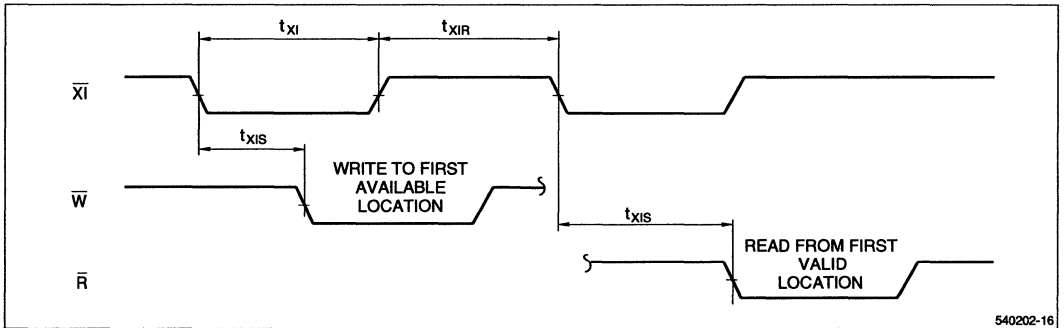 tXI
tXIR
XI
tXIS
WRITE TO FIRST
AVAILABLE
LOCATION
W
tXIS
READ FROM FIRST
VALID
LOCATION
R
540202-16